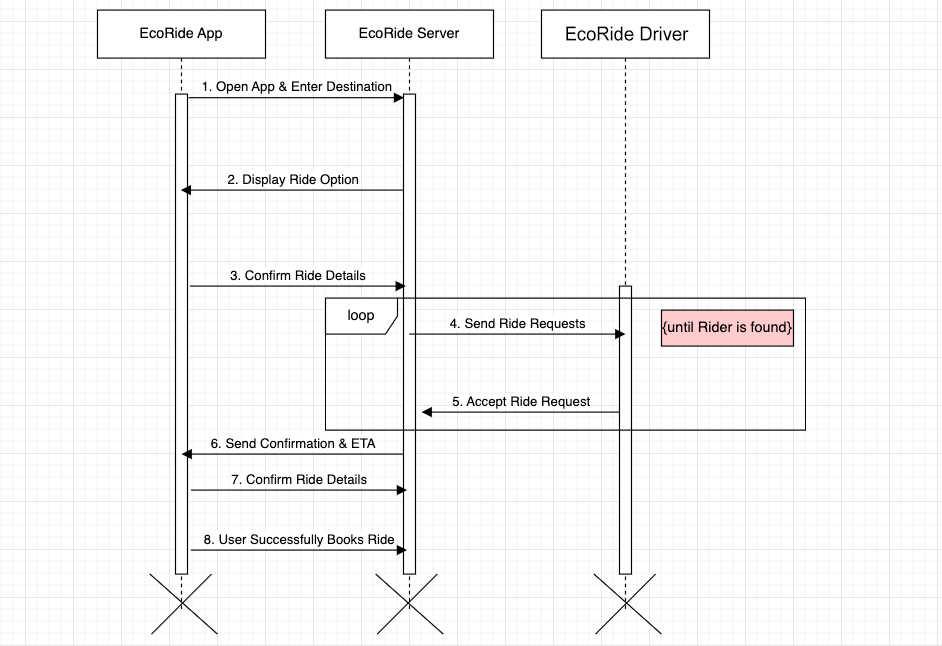 EcoRide App
EcoRide Server
EcoRide Driver
1. Open App & Enter Destination
2. Display Ride Option
3. Confirm Ride Details
loop
4. Send Ride Requests
{until Rider is found}
5. Accept Ride Request
6. Send Confirmation & ETA
7. Confirm Ride Details
8. User Successfully Books Ride